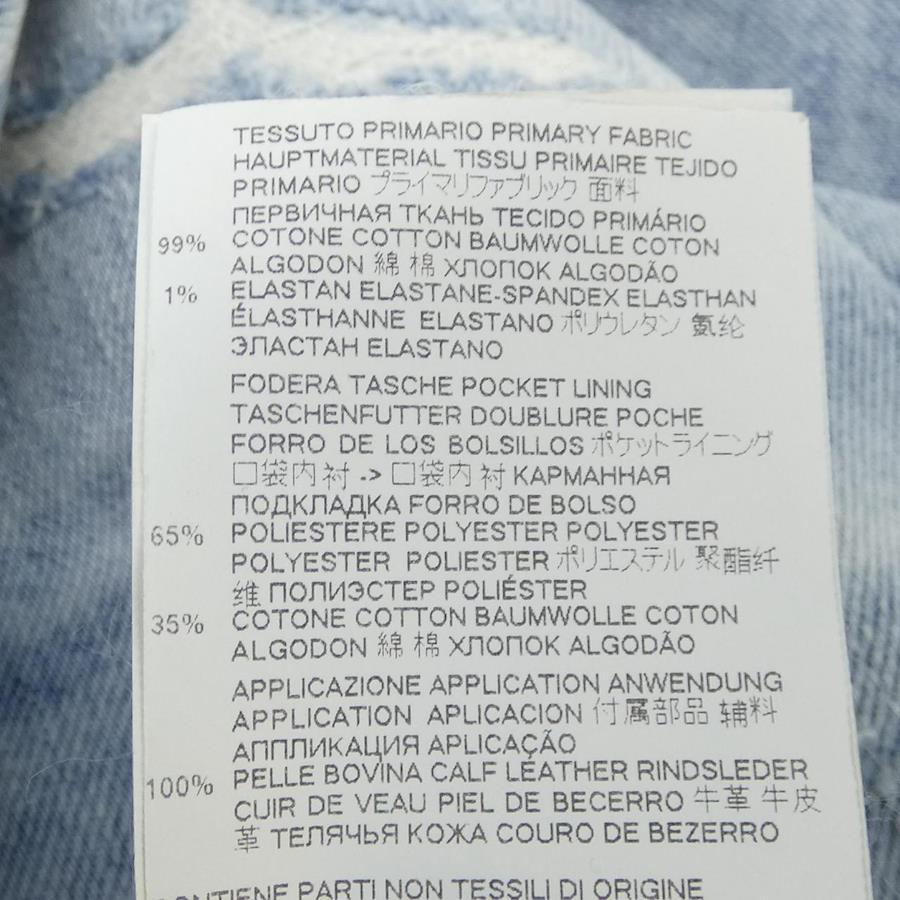 TESSUTO PRIMARIO PRIMARY FABRIC
HAUPTMATERIAL TISSU PRIMAIRE TEJIDO
PRIMARIO プライマリファブリック 面料
ПЕРВИЧНАЯ ТКАНЬ TECIDO PRIMÁRIO
99% COTONE COTTON BAUMWOLLE COTON
ALGODON 綿 棉 ХЛОПОК ALGODÃO
1% ELASTAN ELASTANE-SPANDEX ELASTHAN
ÉLASTHANNE ELASTANO ポリウレタン 氨纶
ЭЛАСТАН ELASTANO
FODERA TASCHE POCKET LINING
TASCHENFUTTER DOUBLURE POCHE
FORRO DE LOS BOLSILLOS ポケットライニング
口袋内衬 -> 口袋内衬 КАРМАННАЯ
ПОДКЛАДКА FORRO DE BOLSO
65% POLIESTERE POLYESTER POLYESTER
POLYESTER POLIESTER ポリエステル 聚酯纤
维 ПОЛИЭСТЕР POLIÉSTER
35% COTONE COTTON BAUMWOLLE COTON
ALGODON 綿 棉 ХЛОПОК ALGODÃO
APPLICAZIONE APPLICATION ANWENDUNG
APPLICATION APLICACION 付属部品 辅料
АППЛИКАЦИЯ APLICAÇÃO
100% PELLE BOVINA CALF LEATHER RINDSLEDER
CUIR DE VEAU PIEL DE BECERRO 牛革 牛皮
革 ТЕЛЯЧЬЯ КОЖА COURO DE BEZERRO
CONTIENE PARTI NON TESSILI DI ORIGINE